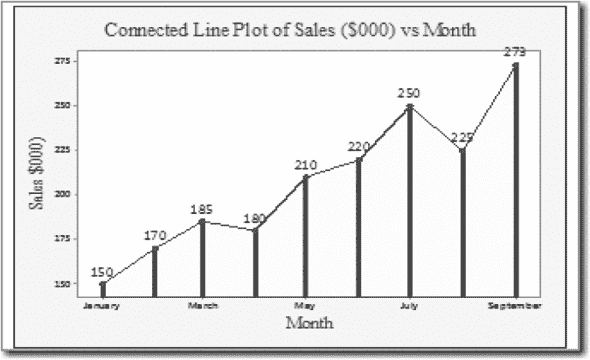 Connected Line Plot of Sales ($000) vs Month
275
250
225
200
175
150
Sales $000)
150
170
185
180
210
220
250
225
273
January
March
May
July
September
Month